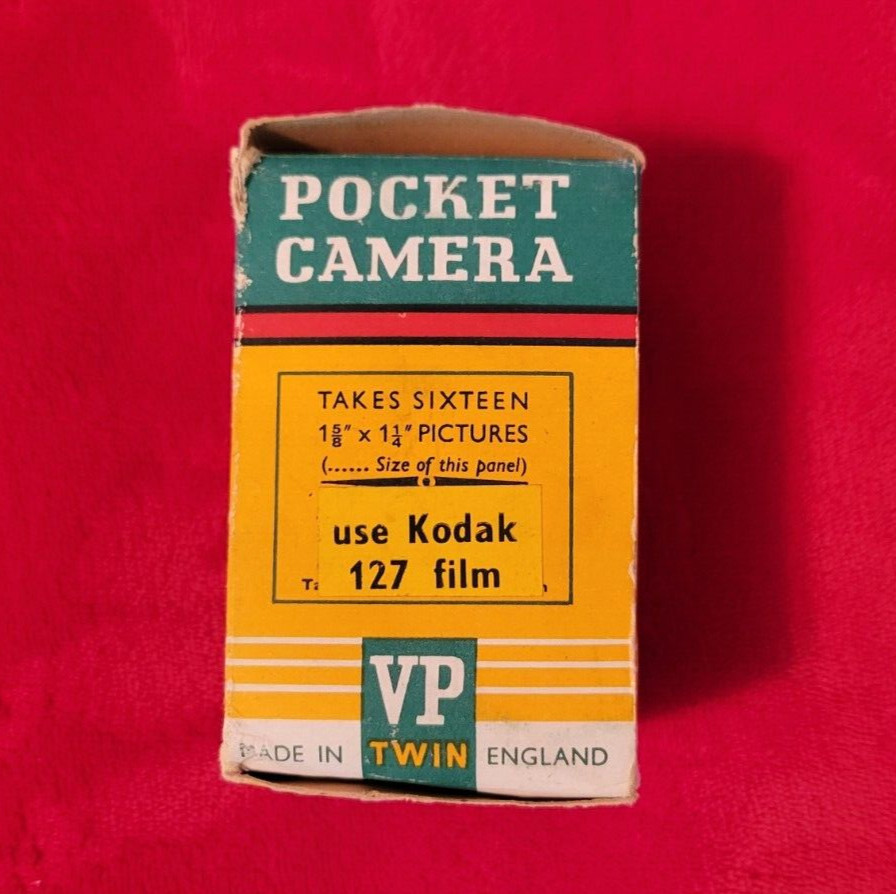 POCKET
CAMERA
TAKES SIXTEEN
1⅝" x 1¼" PICTURES
(...... Size of this panel)
use Kodak
127 film
VP
MADE IN TWIN ENGLAND